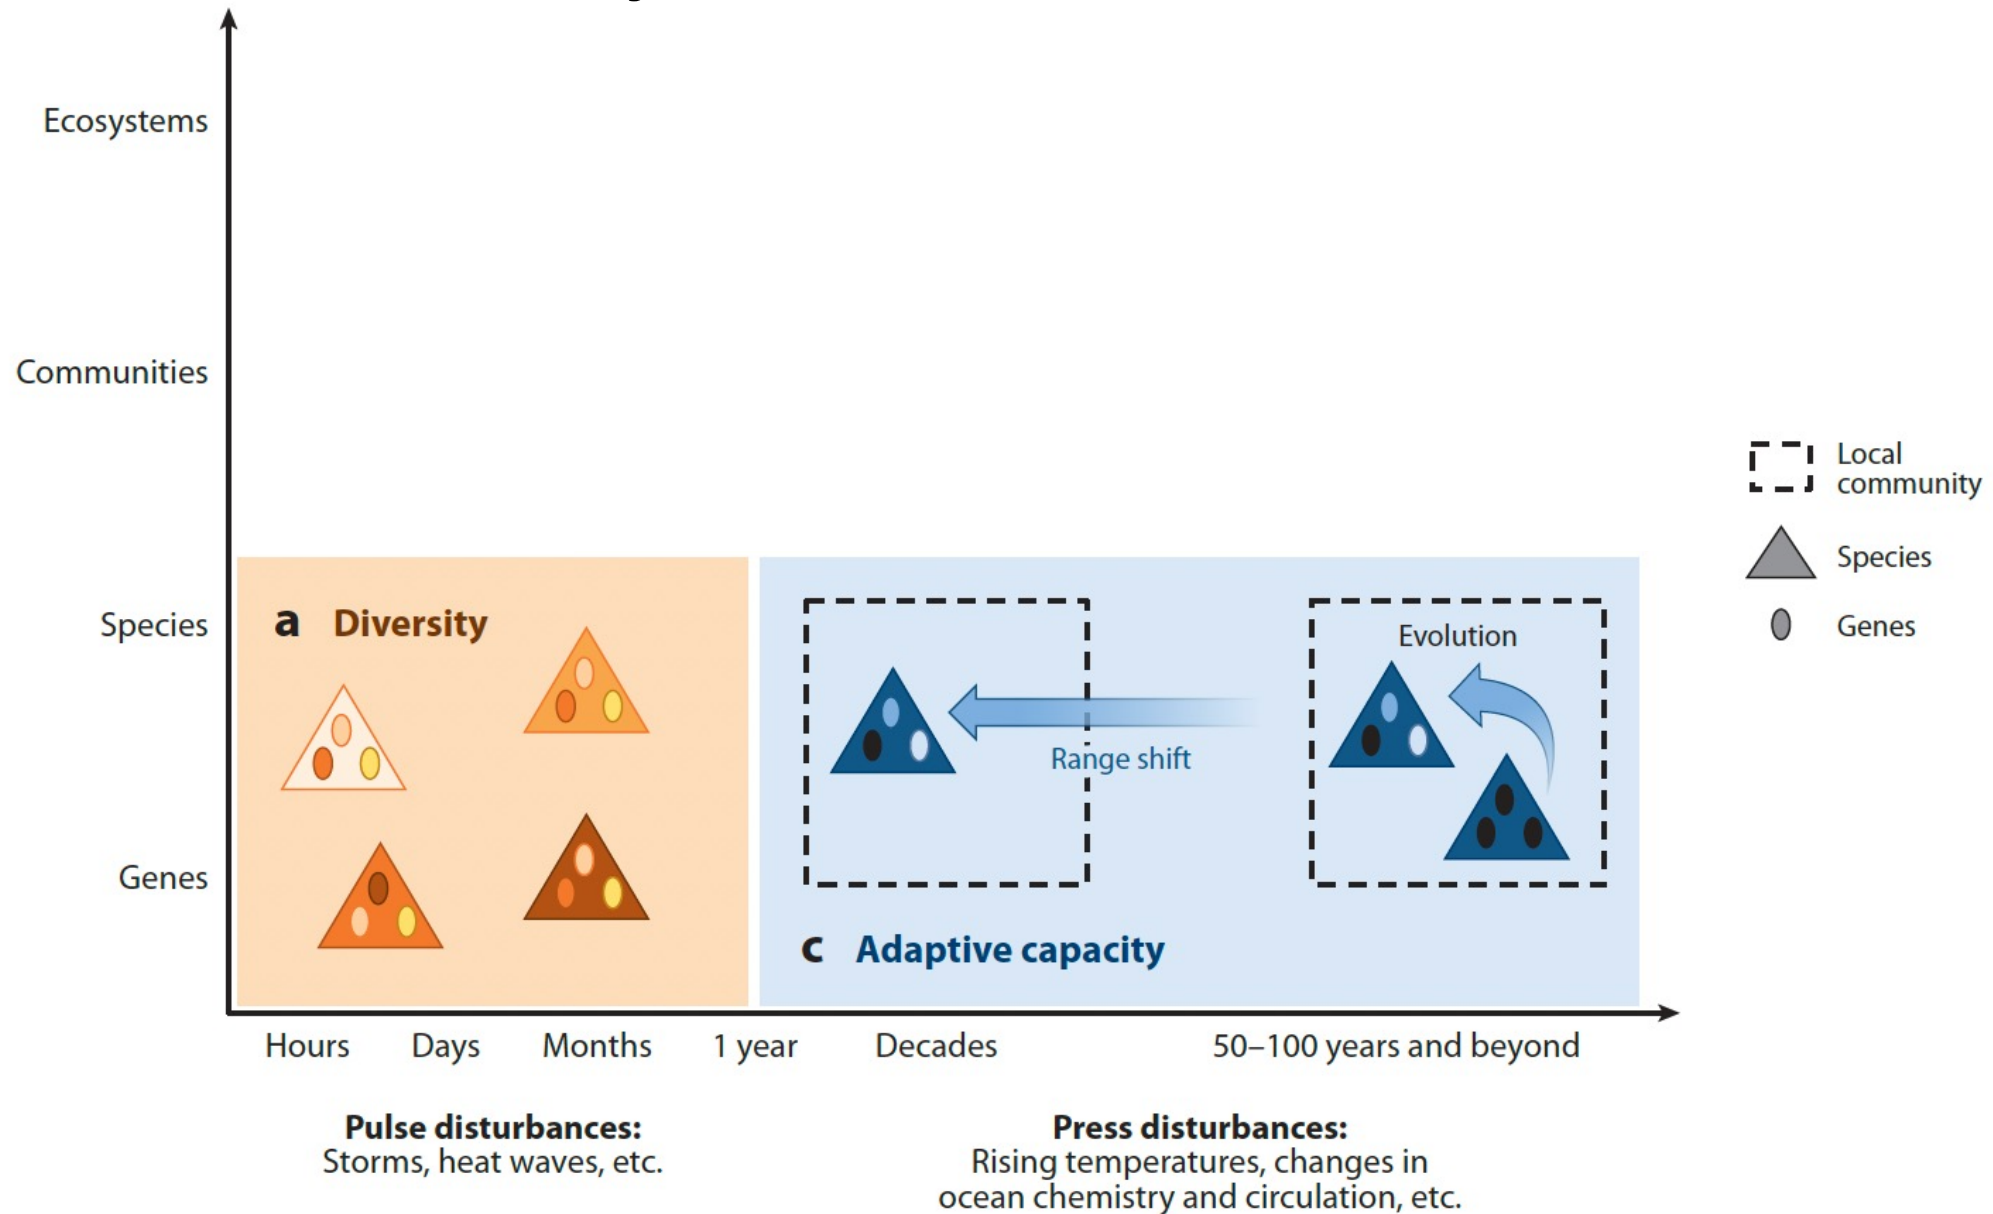 Ecosystems
Communities
Species
Genes
a Diversity
Evolution
Range shift
c Adaptive capacity
Local
community
Species
Genes
Hours Days Months 1 year Decades 50–100 years and beyond
Pulse disturbances:
Storms, heat waves, etc.
Press disturbances:
Rising temperatures, changes in
ocean chemistry and circulation, etc.